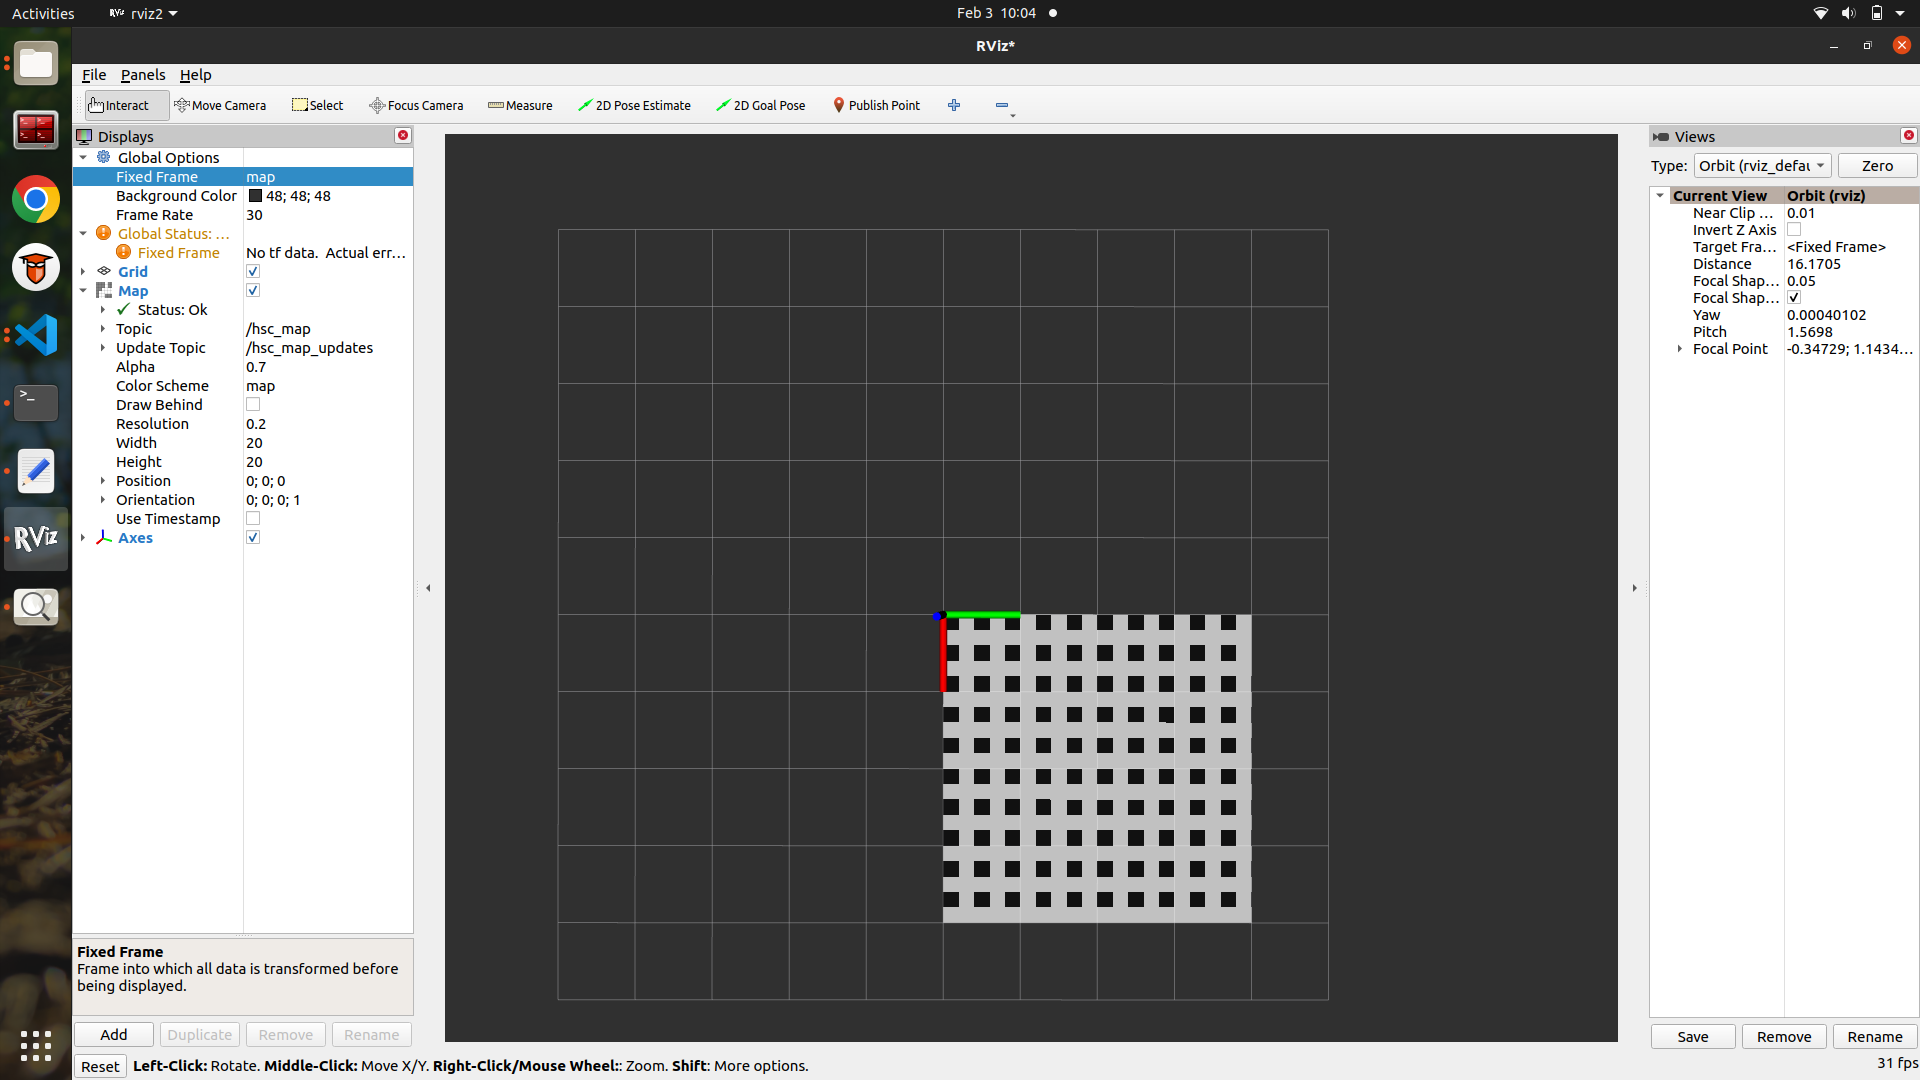 Activities RViz rviz2 Feb 3 10:04
RViz*
File Panels Help
Interact Move Camera Select Focus Camera Measure 2D Pose Estimate 2D Goal Pose Publish Point
Displays
Global Options
Fixed Frame map
Background Color 48; 48; 48
Frame Rate 30
Global Status: ...
Fixed Frame No tf data. Actual err...
Grid
Map
Status: Ok
Topic /hsc_map
Update Topic /hsc_map_updates
Alpha 0.7
Color Scheme map
Draw Behind
Resolution 0.2
Width 20
Height 20
Position 0; 0; 0
Orientation 0; 0; 0; 1
Use Timestamp
Axes
RViz
Fixed Frame
Frame into which all data is transformed before
being displayed.
Add Duplicate Remove Rename
Reset Left-Click: Rotate. Middle-Click: Move X/Y. Right-Click/Mouse Wheel:: Zoom. Shift: More options.
Views
Type: Orbit (rviz_defau Zero
Current View Orbit (rviz)
Near Clip ... 0.01
Invert Z Axis
Target Fra... <Fixed Frame>
Distance 16.1705
Focal Shap... 0.05
Focal Shap...
Yaw 0.00040102
Pitch 1.5698
Focal Point -0.34729; 1.1434...
Save Remove Rename
31 fps